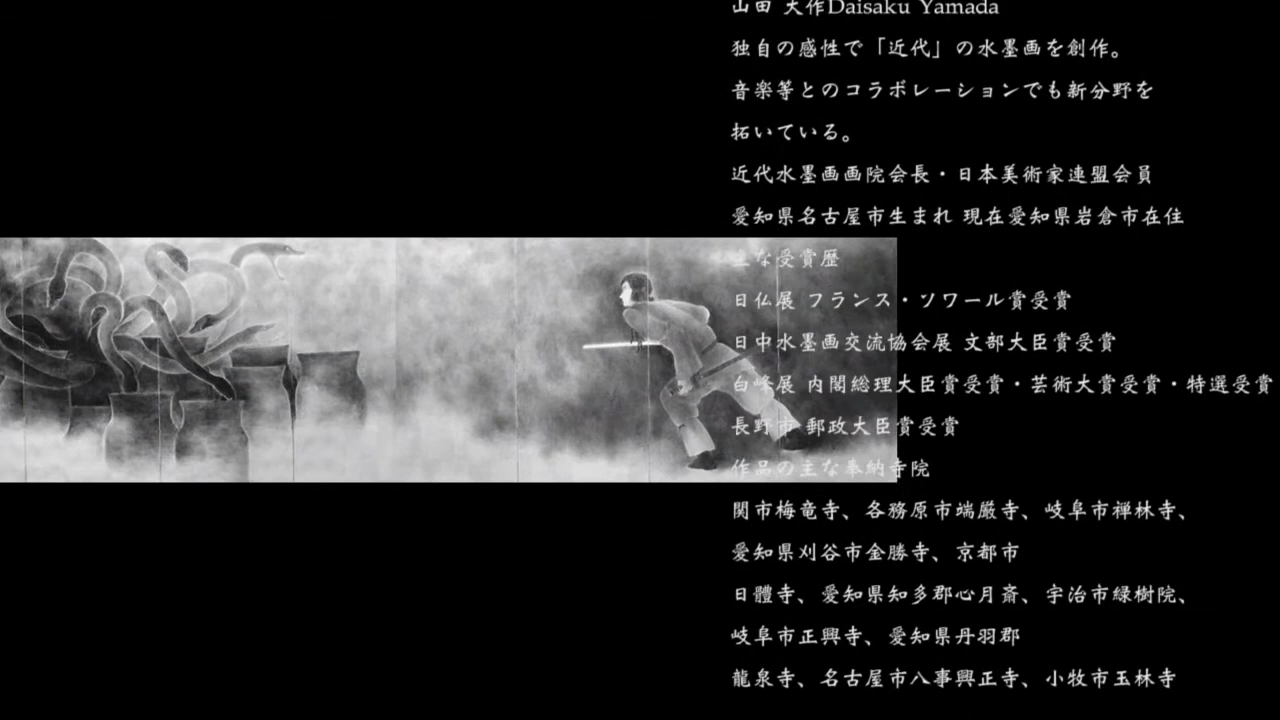 山田 大作Daisaku Yamada
独自の感性で「近代」の水墨画を創作。
音楽等とのコラボレーションでも新分野を
拓いている。
近代水墨画画院会長・日本美術家連盟会員
愛知県名古屋市生まれ 現在愛知県岩倉市在住
主な受賞歴
日仏展 フランス・ソワール賞受賞
日中水墨画交流協会展 文部大臣賞受賞
白峰展 内閣総理大臣賞受賞・芸術大賞受賞・特選受賞
長野市 郵政大臣賞受賞
作品の主な奉納寺院
関市梅竜寺、各務原市端厳寺、岐阜市禅林寺、
愛知県刈谷市金勝寺、京都市
日體寺、愛知県知多郡心月斎、宇治市緑樹院、
岐阜市正興寺、愛知県丹羽郡
龍泉寺、名古屋市八事興正寺、小牧市玉林寺